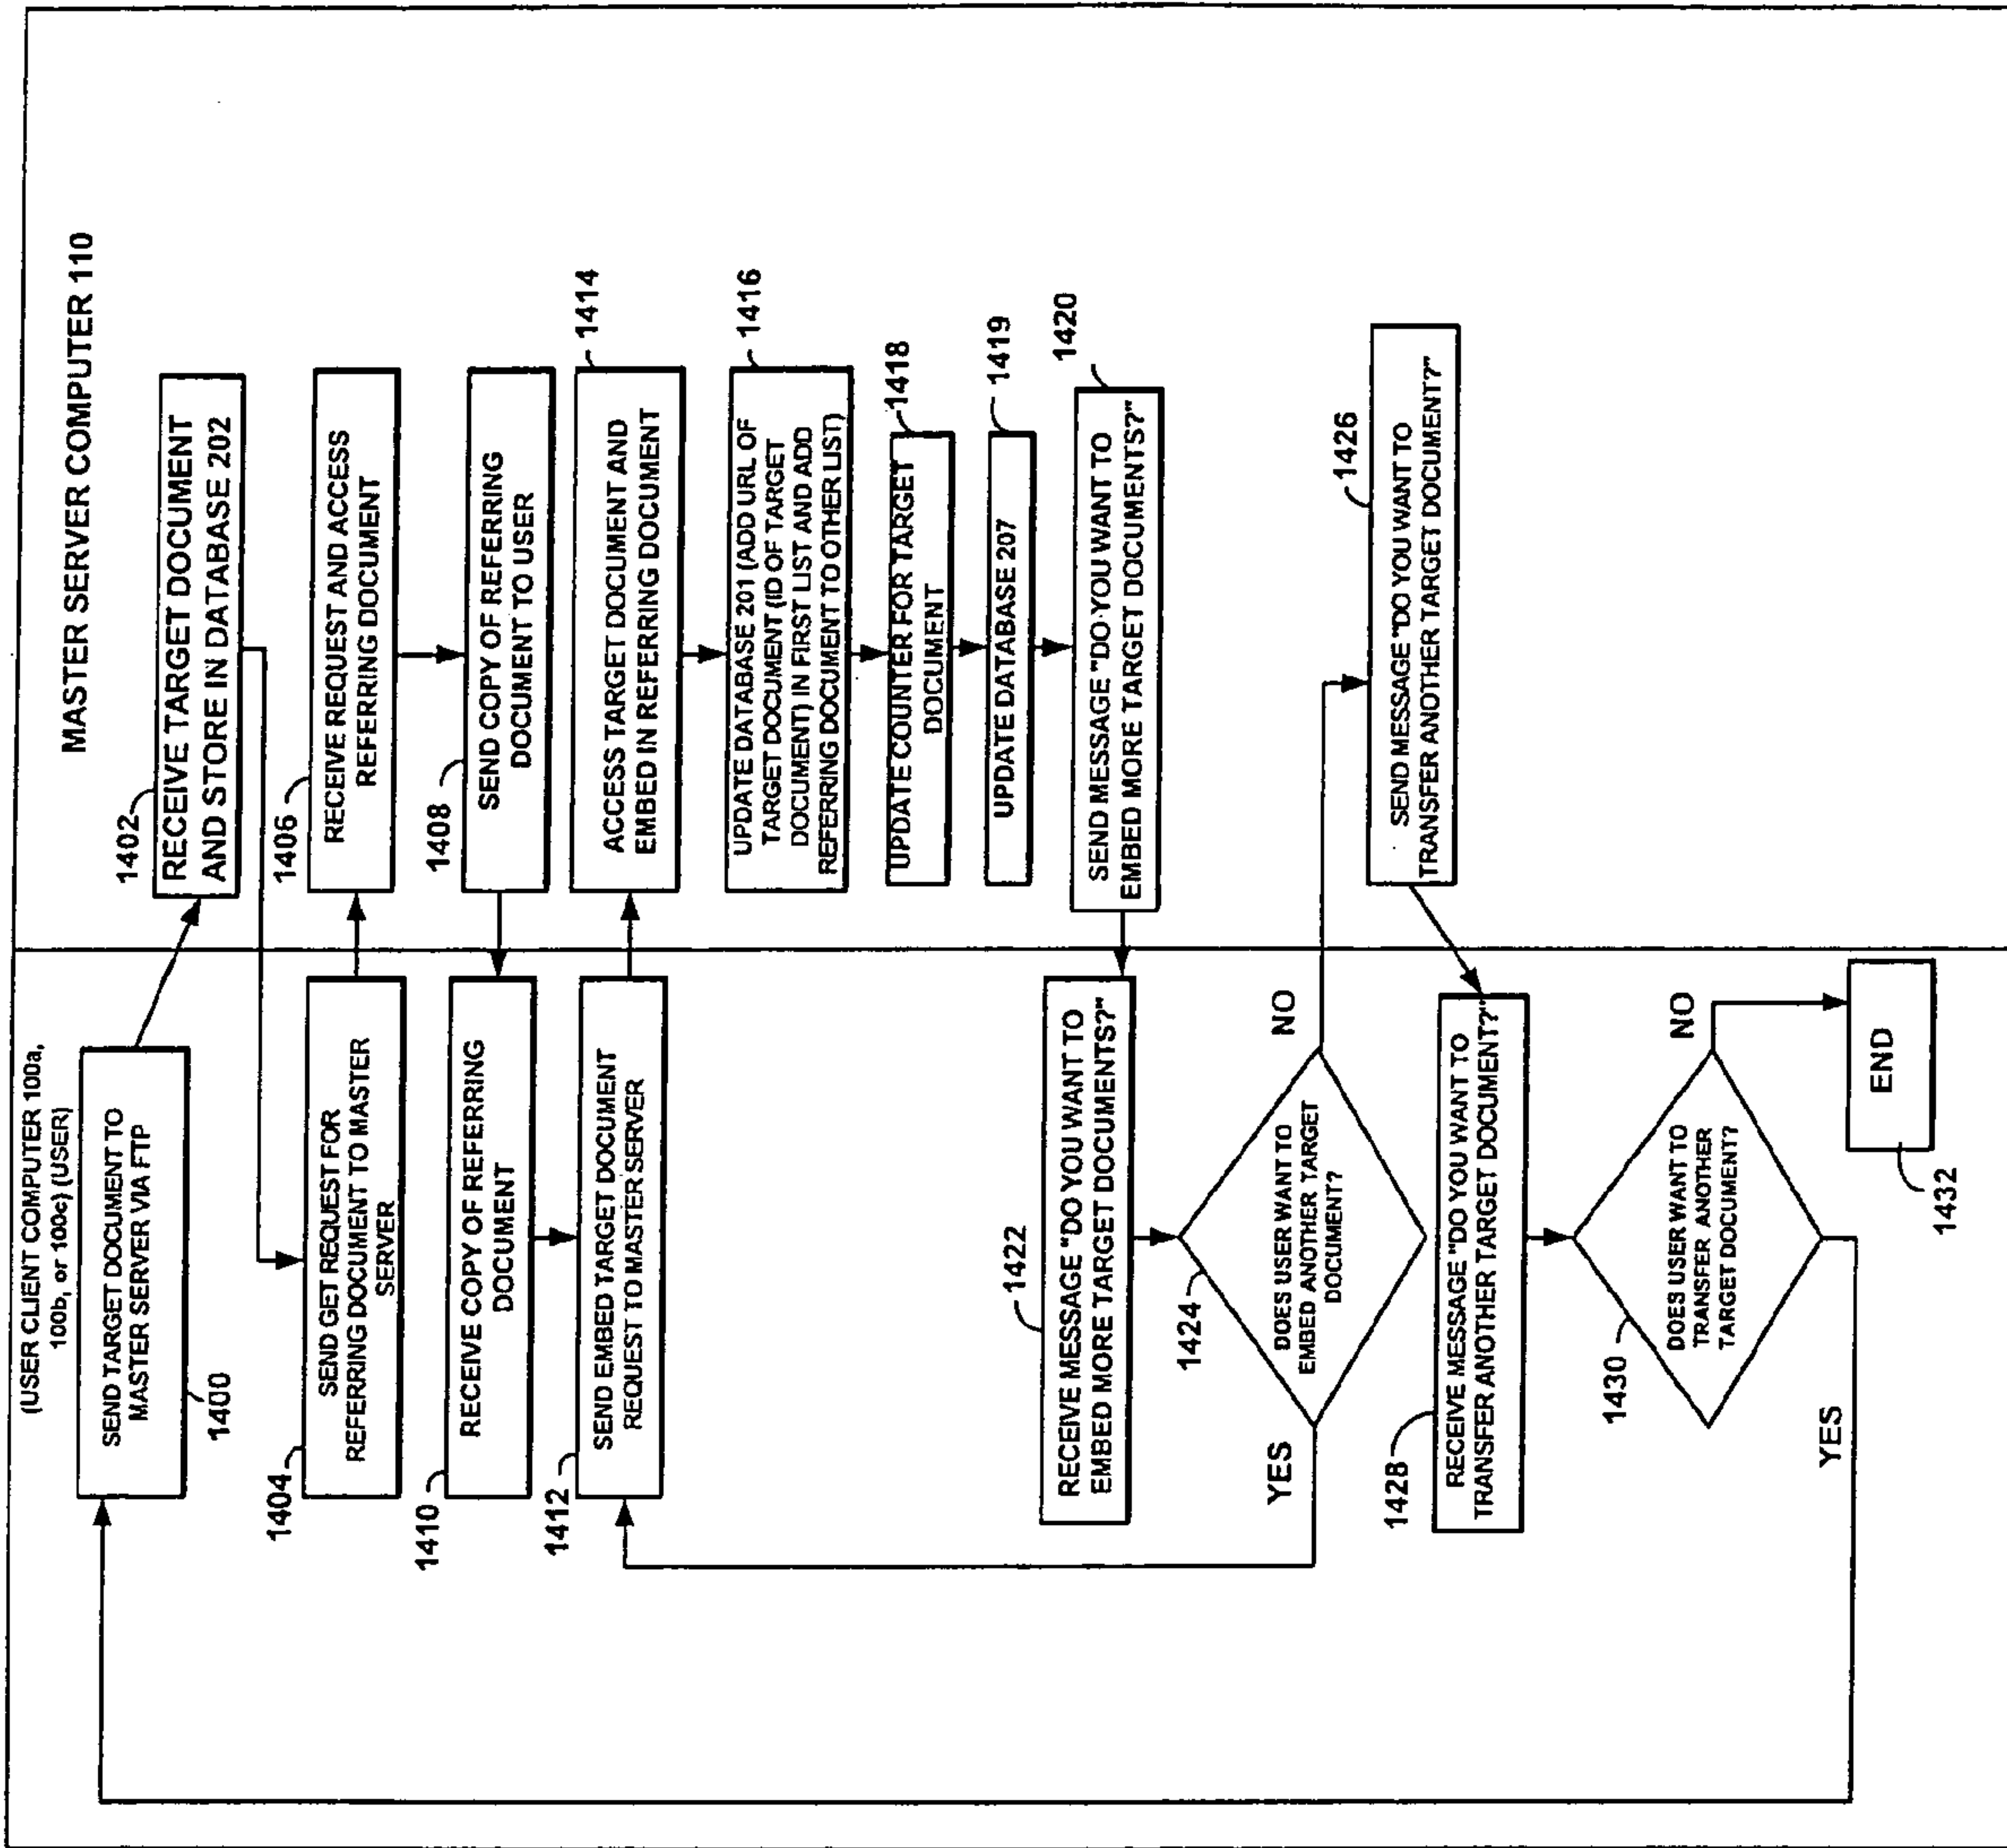 (USER CLIENT COMPUTER 100a,
100b, or 100c) (USER)
MASTER SERVER COMPUTER 110
SEND TARGET DOCUMENT TO
MASTER SERVER VIA FTP
1400
1402
RECEIVE TARGET DOCUMENT
AND STORE IN DATABASE 202
1404
SEND GET REQUEST FOR
REFERRING DOCUMENT TO MASTER
SERVER
1406
RECEIVE REQUEST AND ACCESS
REFERRING DOCUMENT
1408
SEND COPY OF REFERRING
DOCUMENT TO USER
1410
RECEIVE COPY OF REFERRING
DOCUMENT
1412
SEND EMBED TARGET DOCUMENT
REQUEST TO MASTER SERVER
1414
ACCESS TARGET DOCUMENT AND
EMBED IN REFERRING DOCUMENT
1416
UPDATE DATABASE 201 (ADD URL OF
TARGET DOCUMENT (ID OF TARGET
DOCUMENT) IN FIRST LIST AND ADD
REFERRING DOCUMENT TO OTHER LIST)
1418
UPDATE COUNTER FOR TARGET
DOCUMENT
1419
UPDATE DATABASE 207
1420
SEND MESSAGE "DO YOU WANT TO
EMBED MORE TARGET DOCUMENTS?"
1422
RECEIVE MESSAGE "DO YOU WANT TO
EMBED MORE TARGET DOCUMENTS?"
1424
DOES USER WANT TO
EMBED ANOTHER TARGET
DOCUMENT?
YES
NO
1426
SEND MESSAGE "DO YOU WANT TO
TRANSFER ANOTHER TARGET DOCUMENT?"
1428
RECEIVE MESSAGE "DO YOU WANT TO
TRANSFER ANOTHER TARGET DOCUMENT?"
1430
DOES USER WANT TO
TRANSFER ANOTHER
TARGET DOCUMENT?
YES
NO
END
1432